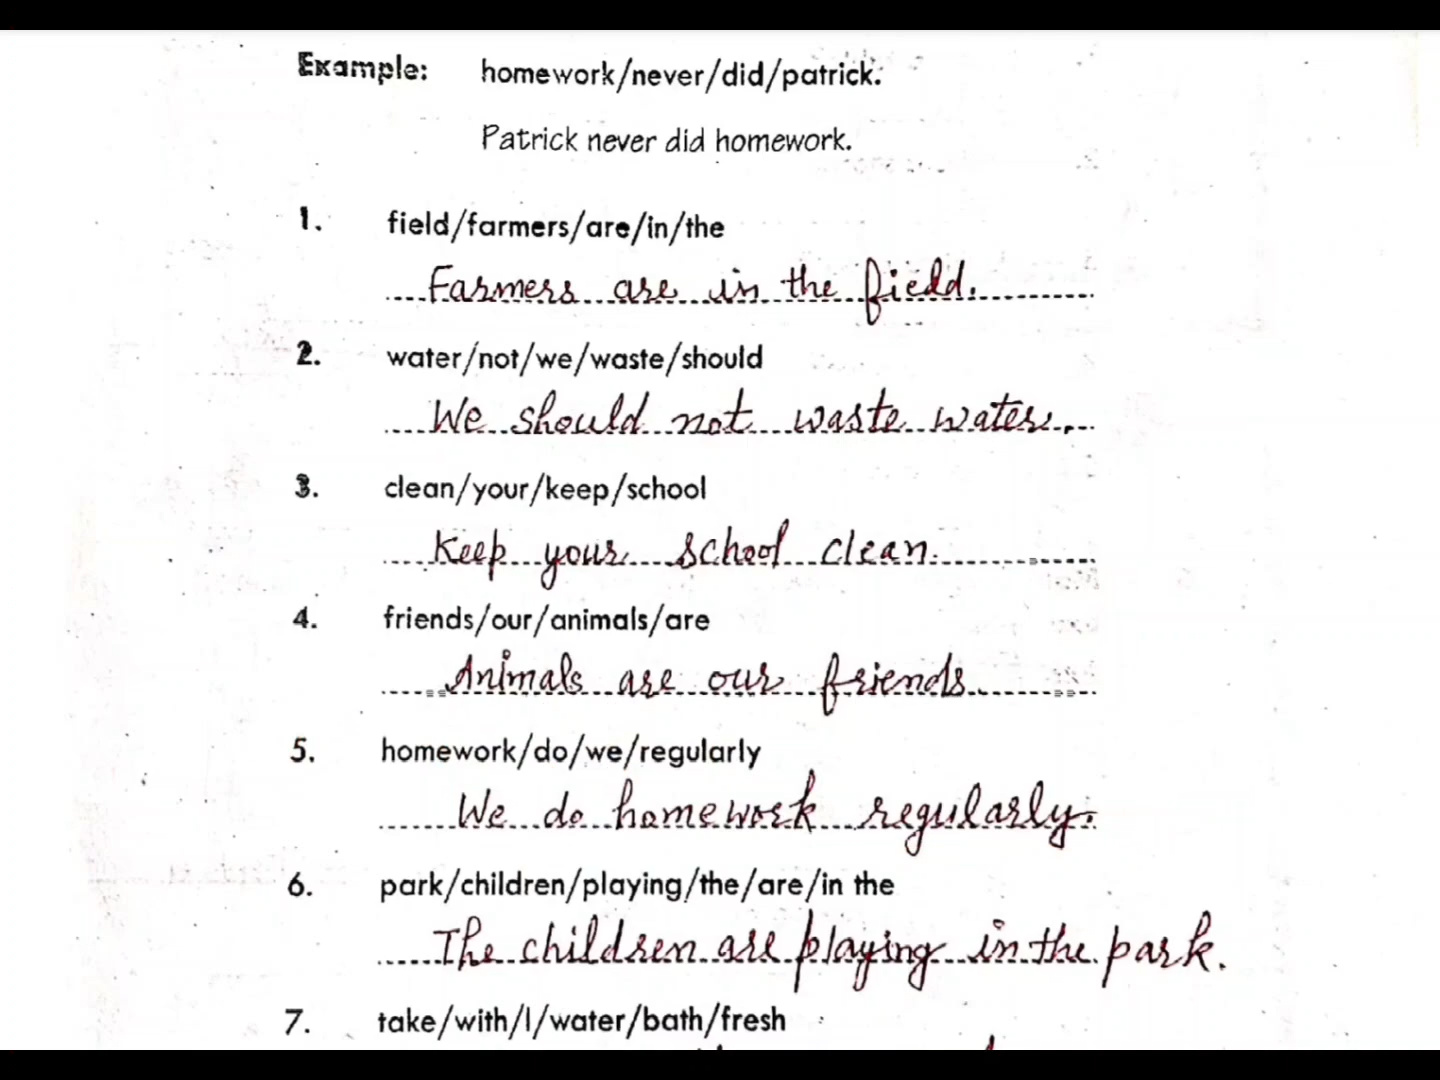 Example: homework/never/did/patrick.
Patrick never did homework.
1. field/farmers/are/in/the
Farmers are in the field.
2. water/not/we/waste/should
We should not waste water.
3. clean/your/keep/school
Keep your school clean.
4. friends/our/animals/are
Animals are our friends
5. homework/do/we/regularly
We do homework regularly.
6. park/children/playing/the/are/in the
The children are playing in the park.
7. take/with/I/water/bath/fresh